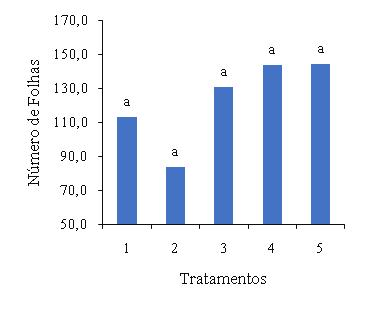 170,0
150,0
130,0
110,0
90,0
70,0
50,0
Número de Folhas
a
a
a
a
a
1 2 3 4 5
Tratamentos